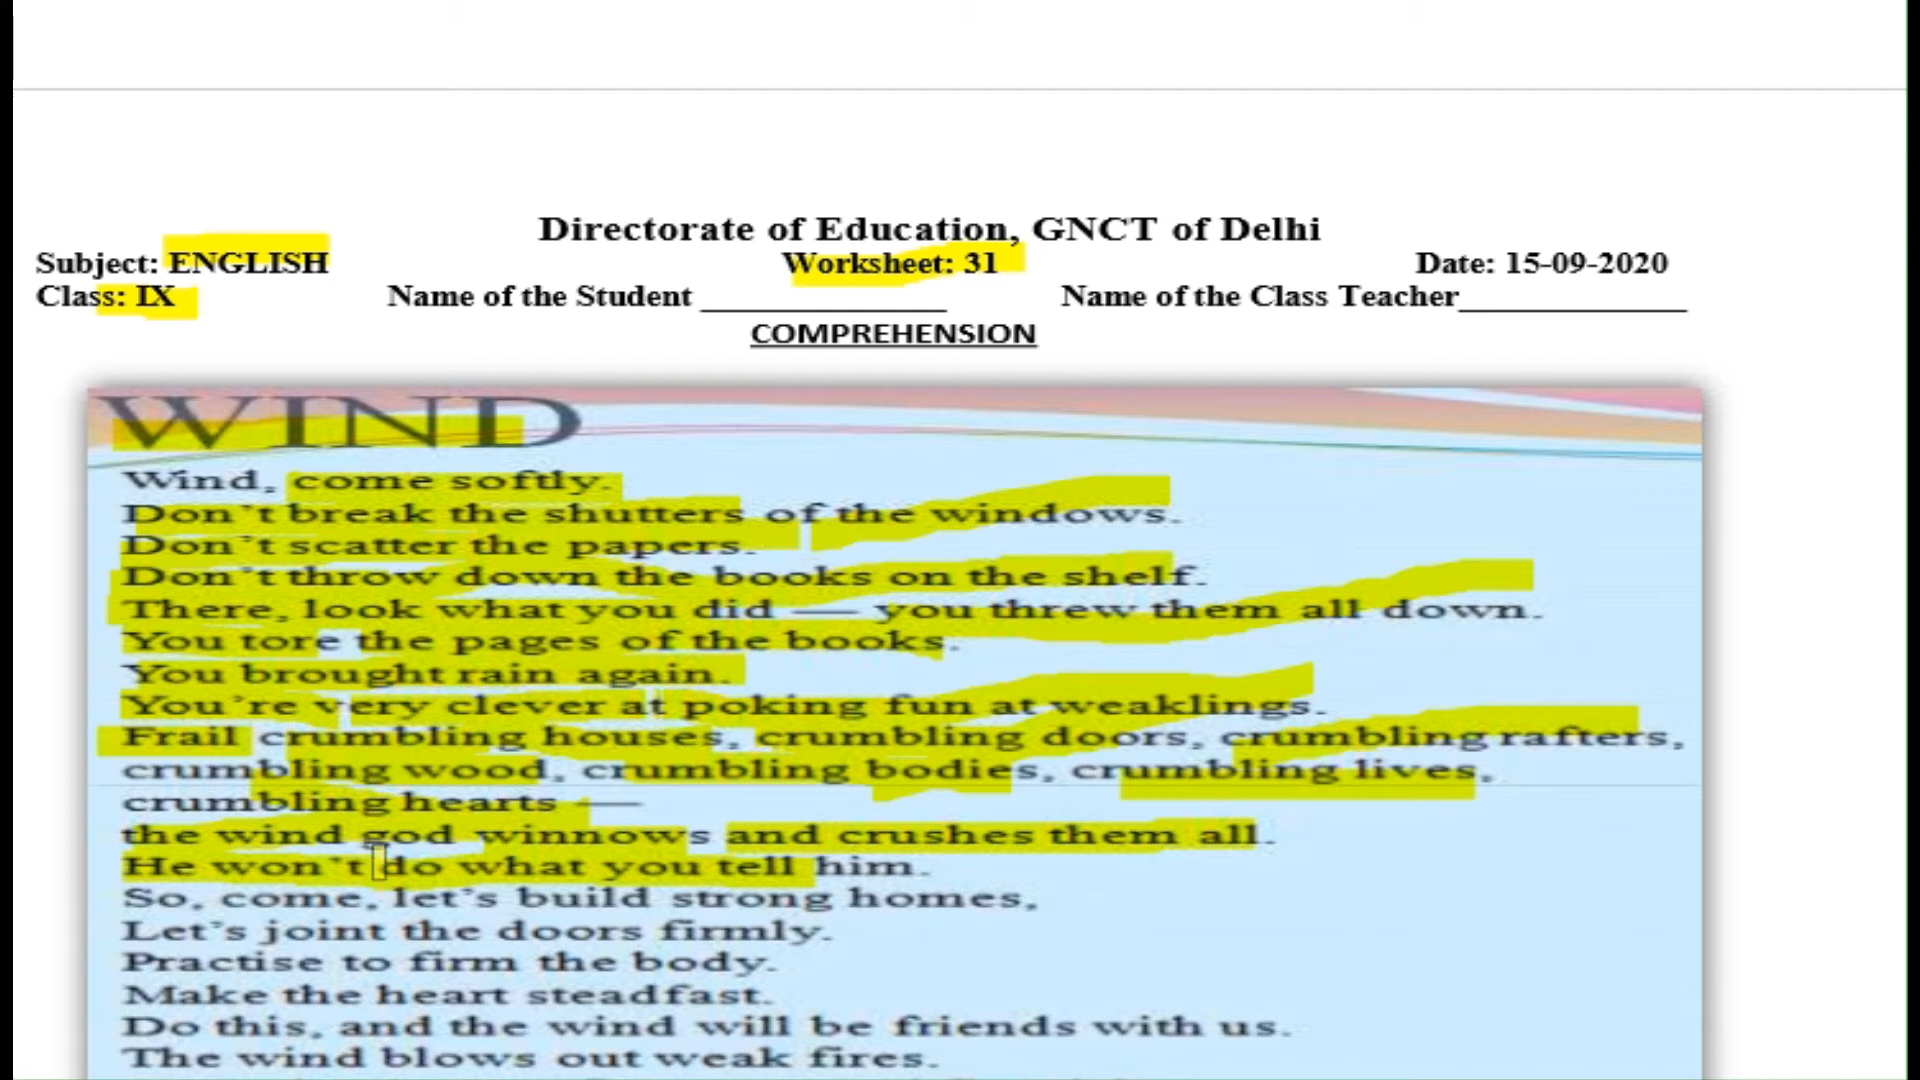 Directorate of Education, GNCT of Delhi
Subject: ENGLISH Worksheet: 31 Date: 15-09-2020
Class: IX Name of the Student ______________ Name of the Class Teacher______________
COMPREHENSION
WIND
Wind, come softly.
Don't break the shutters of the windows.
Don't scatter the papers.
Don't throw down the books on the shelf.
There, look what you did — you threw them all down.
You tore the pages of the books.
You brought rain again.
You're very clever at poking fun at weaklings.
Frail crumbling houses, crumbling doors, crumbling rafters,
crumbling wood, crumbling bodies, crumbling lives,
crumbling hearts —
the wind god winnows and crushes them all.
He won't do what you tell him.
So, come, let's build strong homes,
Let's joint the doors firmly.
Practise to firm the body.
Make the heart steadfast.
Do this, and the wind will be friends with us.
The wind blows out weak fires.